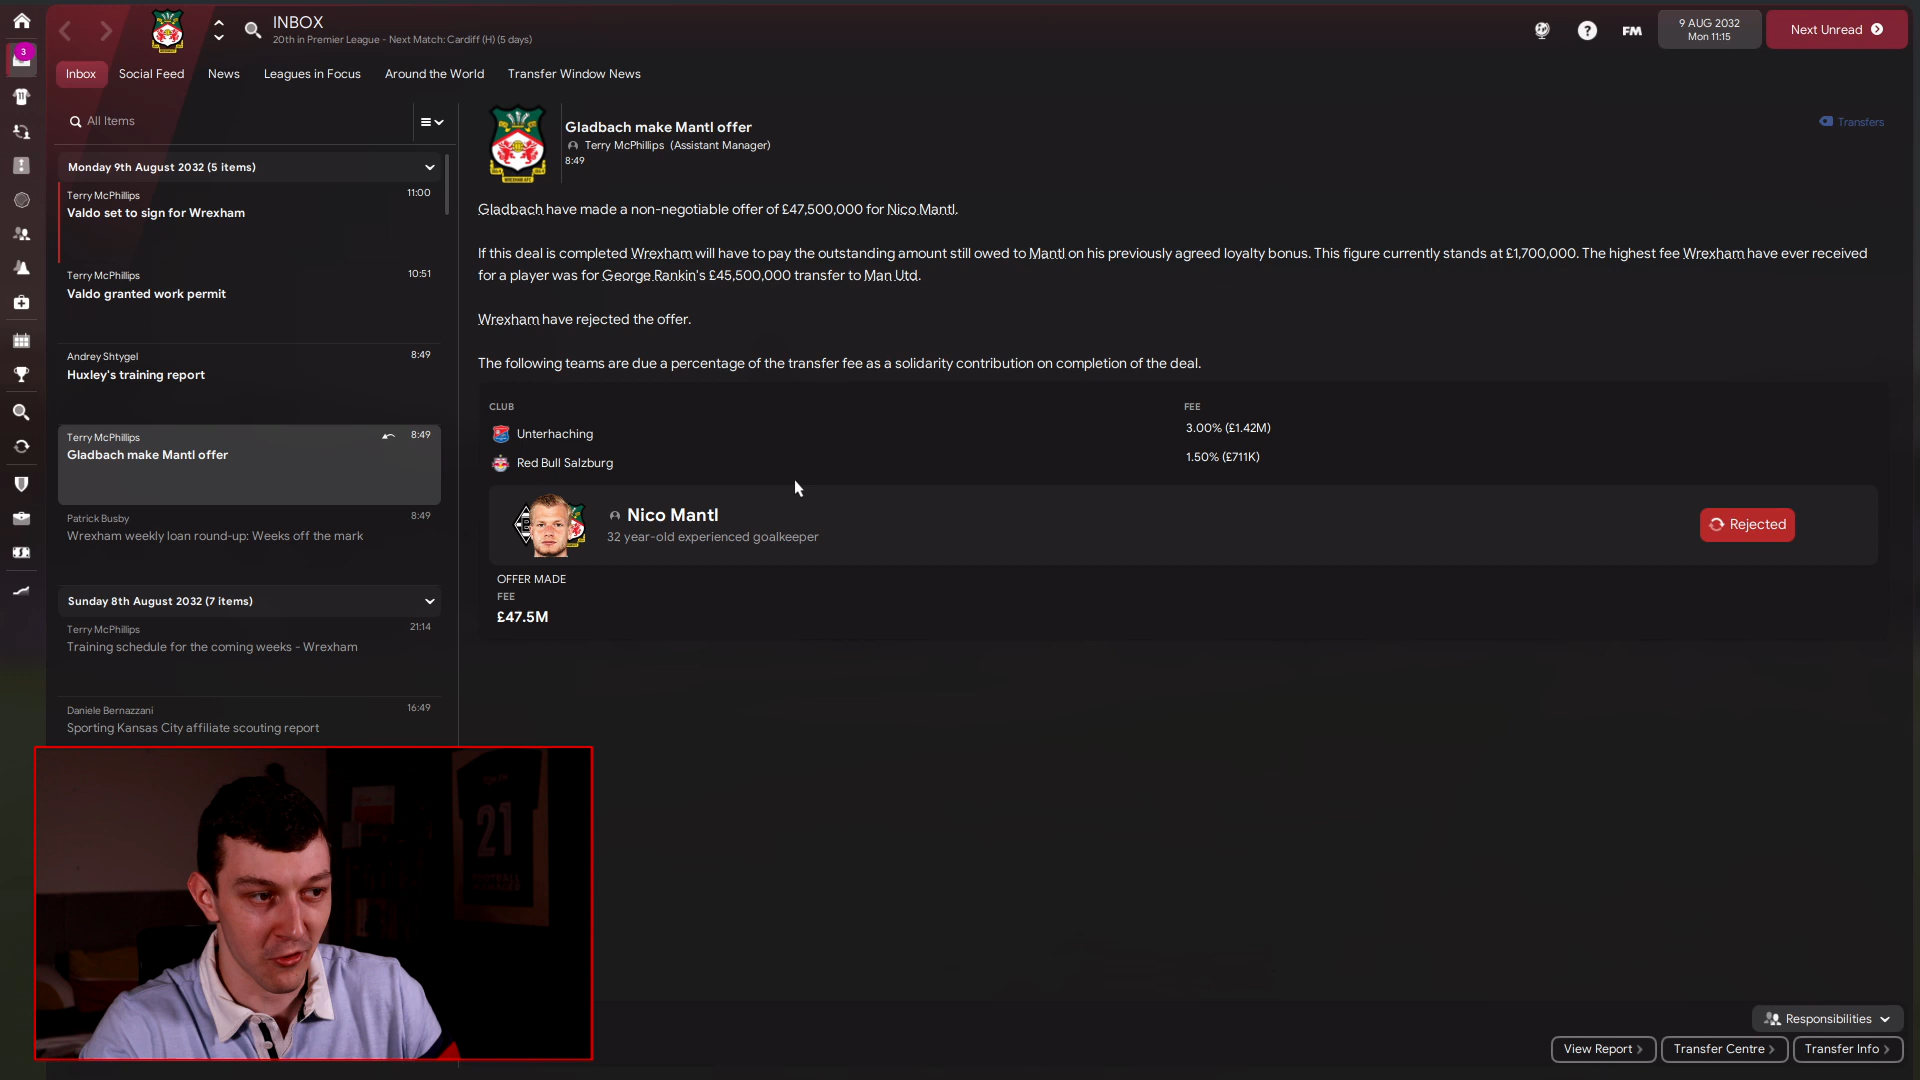 INBOX
20th in Premier League - Next Match: Cardiff (H) (5 days)
FM
9 AUG 2032
Mon 11:15
Next Unread
3
Inbox
Social Feed
News
Leagues in Focus
Around the World
Transfer Window News
All Items
Monday 9th August 2032 (5 items)
Terry McPhillips
11:00
Valdo set to sign for Wrexham
Terry McPhillips
10:51
Valdo granted work permit
Andrey Shtygel
8:49
Huxley's training report
Terry McPhillips
8:49
Gladbach make Mantl offer
Patrick Busby
8:49
Wrexham weekly loan round-up: Weeks off the mark
Sunday 8th August 2032 (7 items)
Terry McPhillips
21:14
Training schedule for the coming weeks - Wrexham
Daniele Bernazzani
16:49
Sporting Kansas City affiliate scouting report
Gladbach make Mantl offer
Terry McPhillips (Assistant Manager)
8:49
Transfers
Gladbach have made a non-negotiable offer of £47,500,000 for Nico Mantl.
If this deal is completed Wrexham will have to pay the outstanding amount still owed to Mantl on his previously agreed loyalty bonus. This figure currently stands at £1,700,000. The highest fee Wrexham have ever received
for a player was for George Rankin's £45,500,000 transfer to Man Utd.
Wrexham have rejected the offer.
The following teams are due a percentage of the transfer fee as a solidarity contribution on completion of the deal.
CLUB
FEE
Unterhaching
3.00% (£1.42M)
Red Bull Salzburg
1.50% (£711K)
Nico Mantl
32 year-old experienced goalkeeper
Rejected
OFFER MADE
FEE
£47.5M
21
Responsibilities
View Report
Transfer Centre
Transfer Info